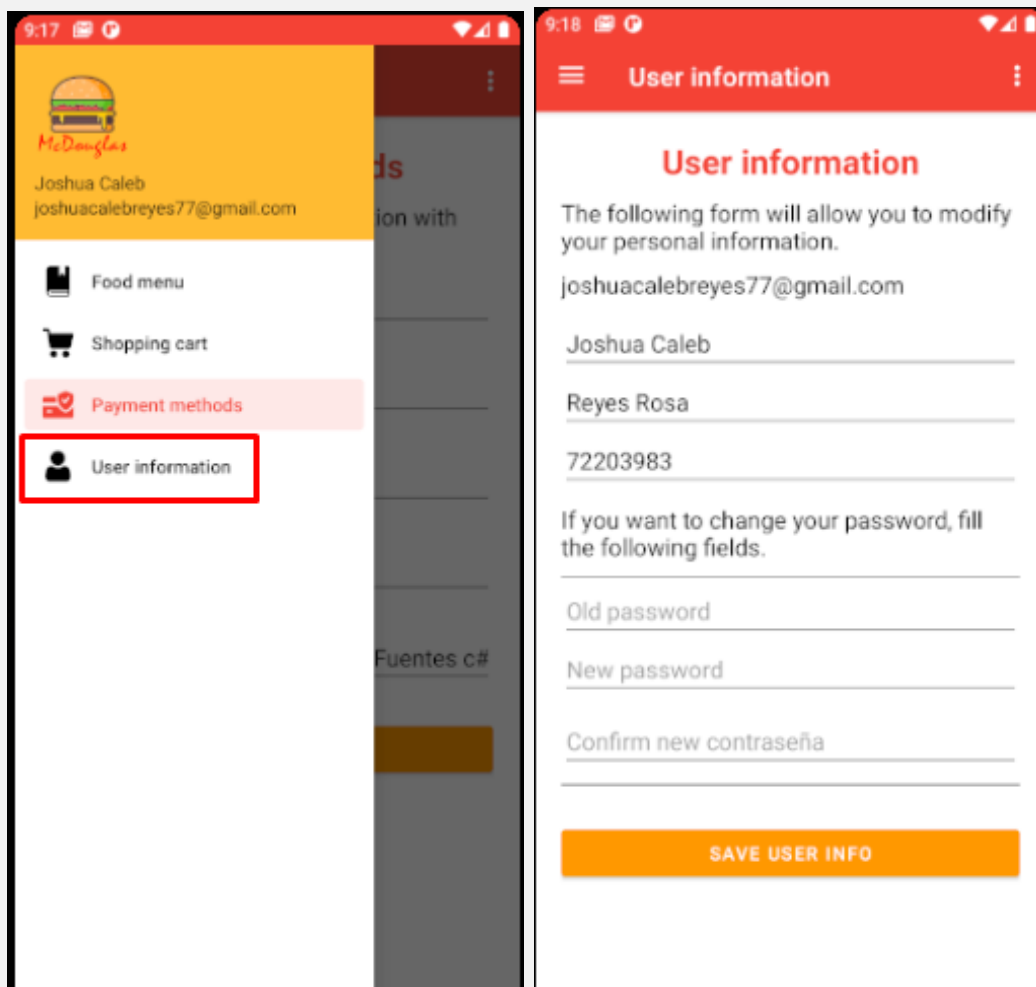 9:17
McDouglas
Joshua Caleb
joshuacalebreyes77@gmail.com
Food menu
Shopping cart
Payment methods
User information
ds
ion with
Fuentes c#
9:18
User information
User information
The following form will allow you to modify
your personal information.
joshuacalebreyes77@gmail.com
Joshua Caleb
Reyes Rosa
72203983
If you want to change your password, fill
the following fields.
Old password
New password
Confirm new contraseña
SAVE USER INFO